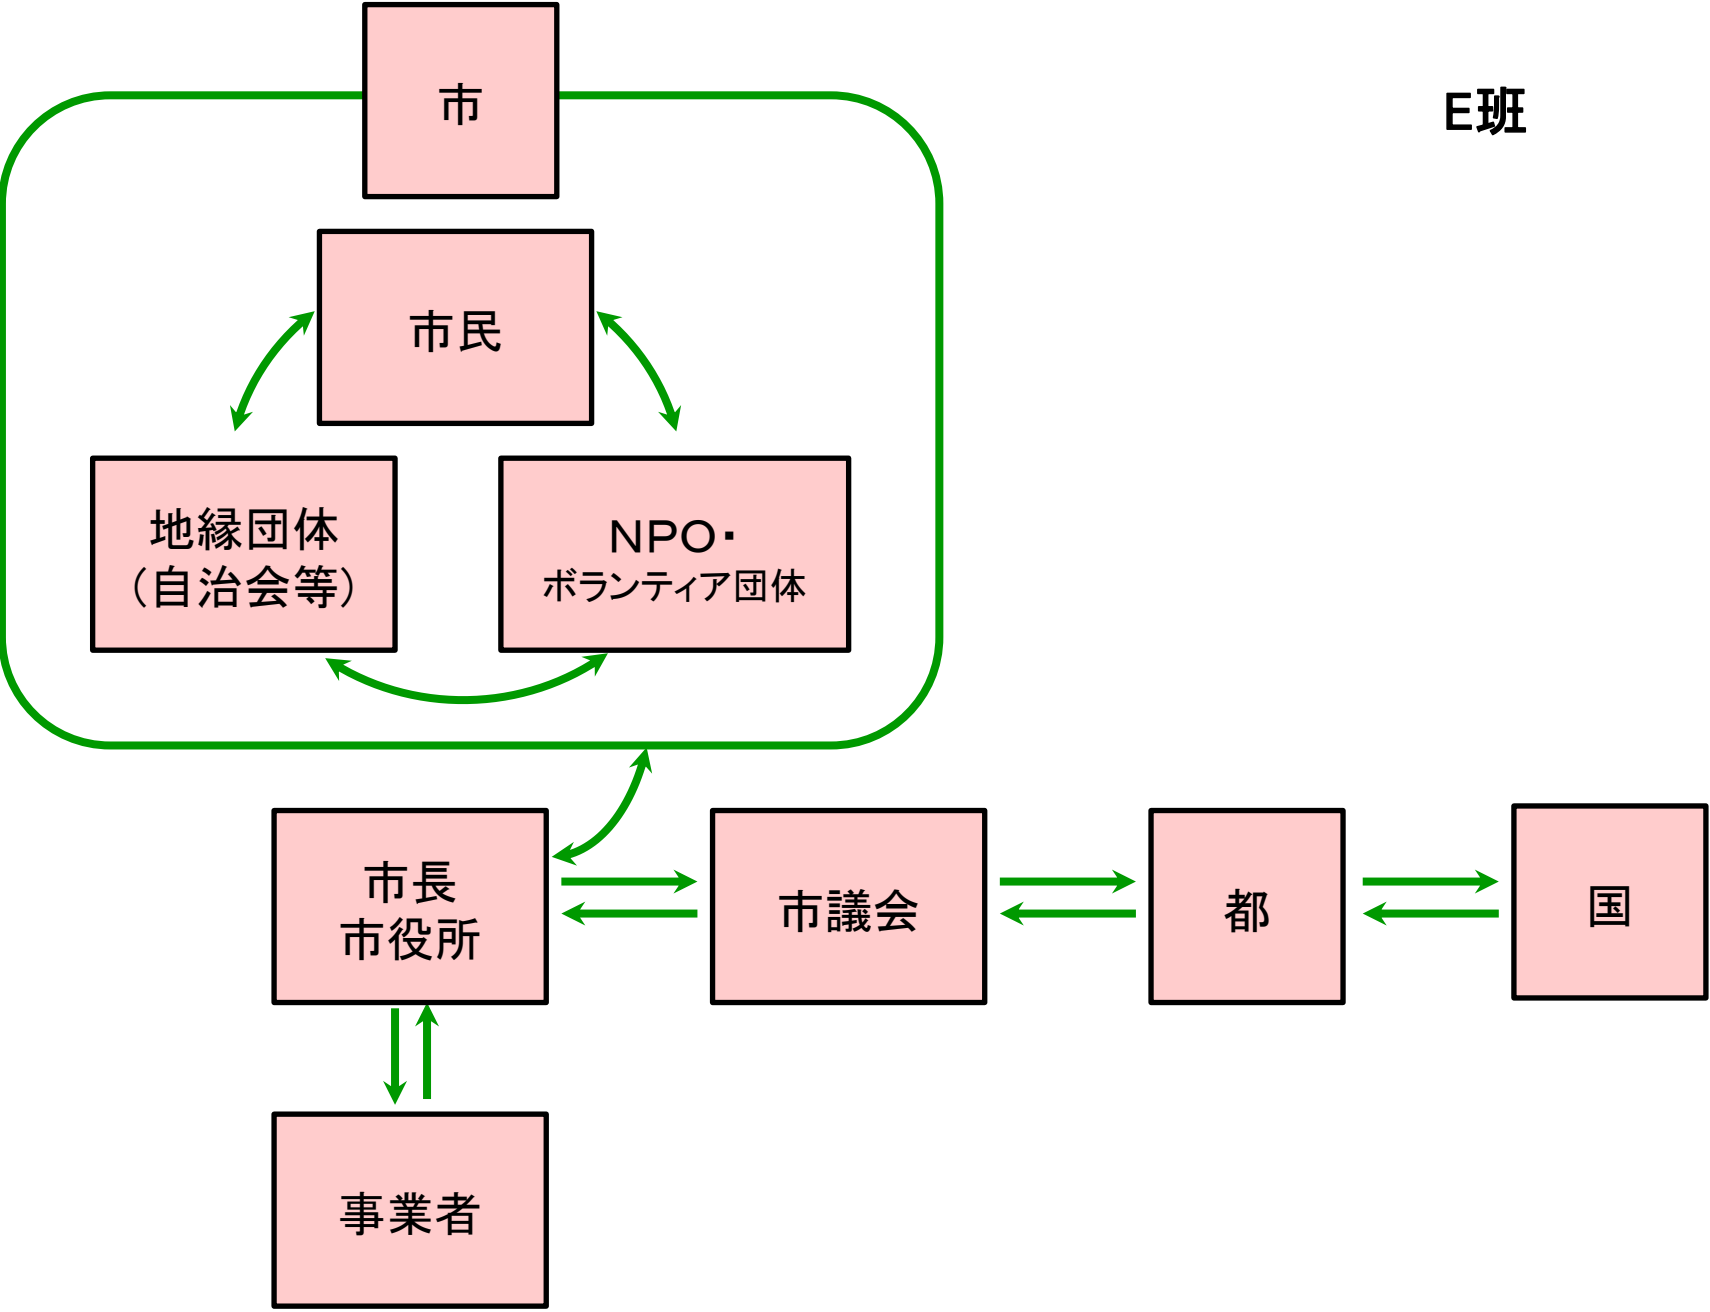 市
E班
市民
地縁団体
（自治会等）
NPO・
ボランティア団体
市長
市役所
市議会
都
国
事業者